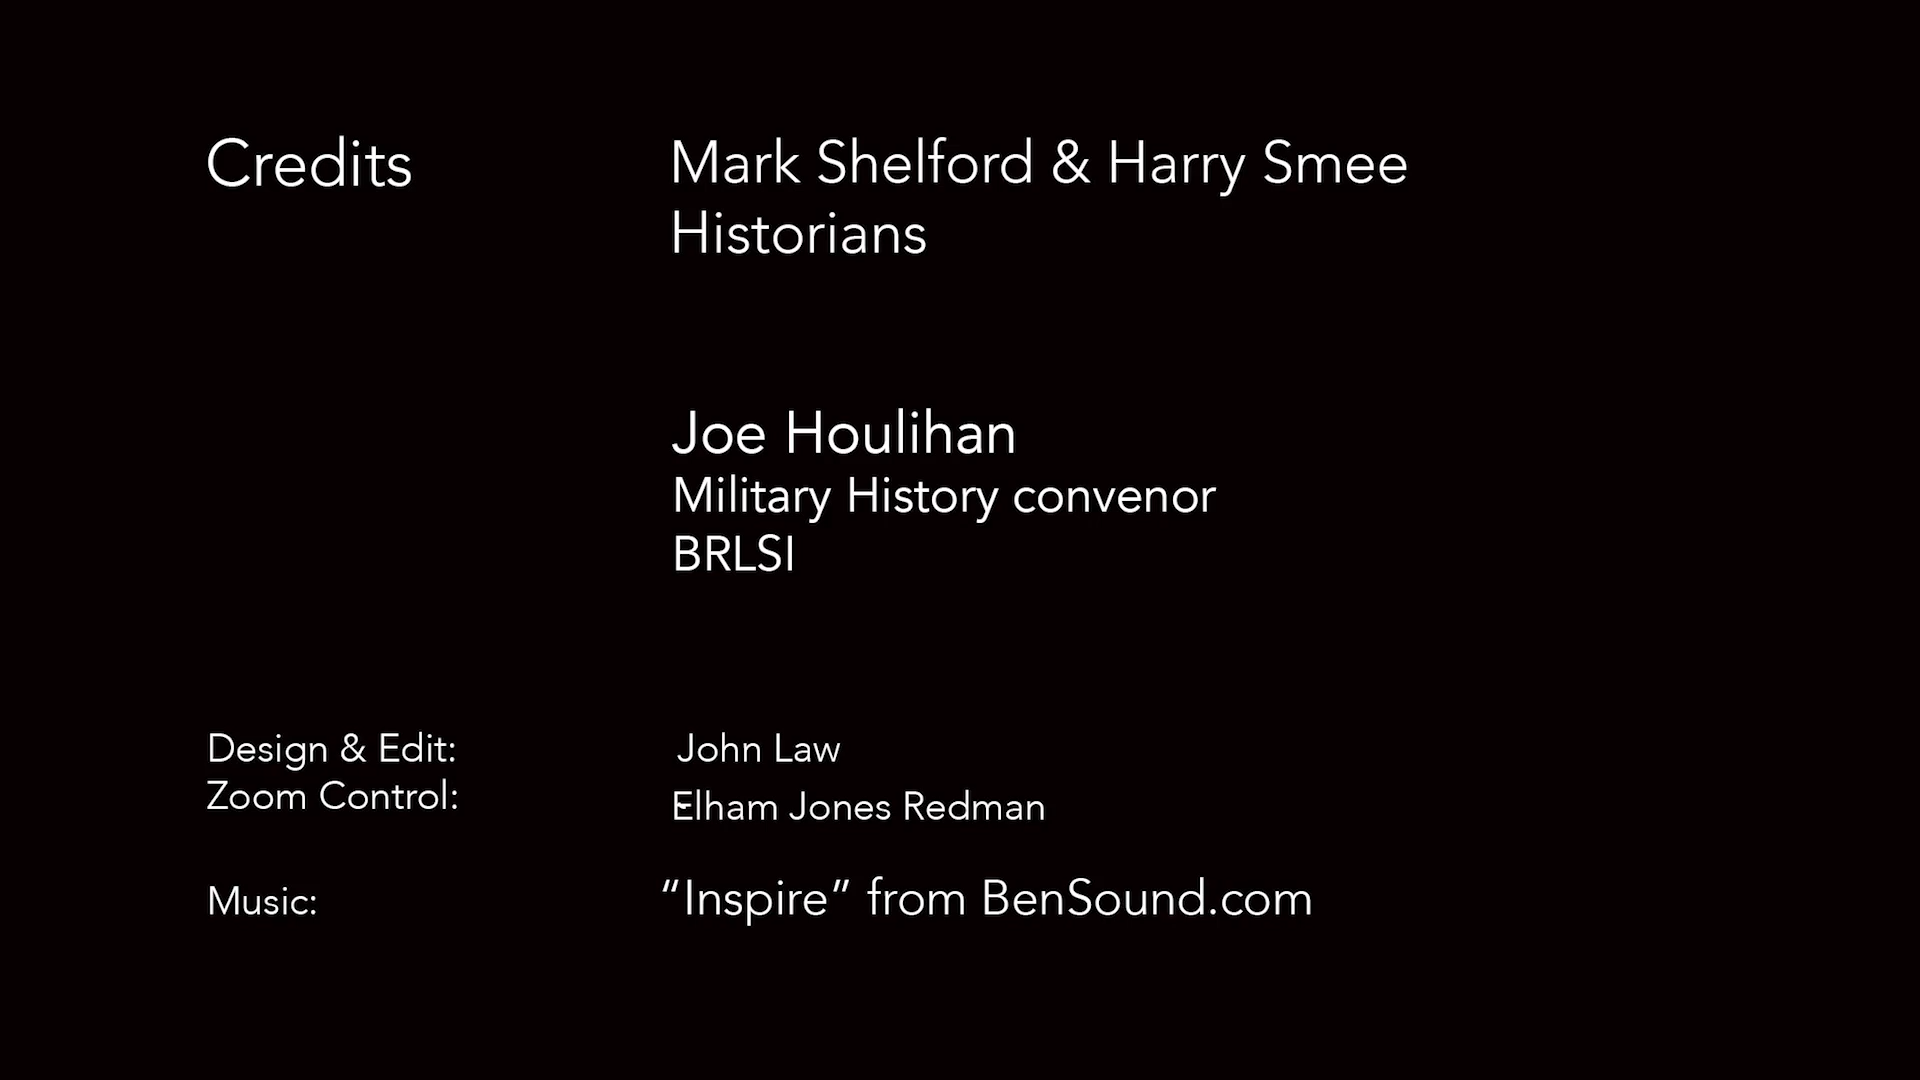 Credits
Mark Shelford & Harry Smee
Historians
Joe Houlihan
Military History convenor
BRLSI
Design & Edit: John Law
Zoom Control: Elham Jones Redman
Music: “Inspire” from BenSound.com